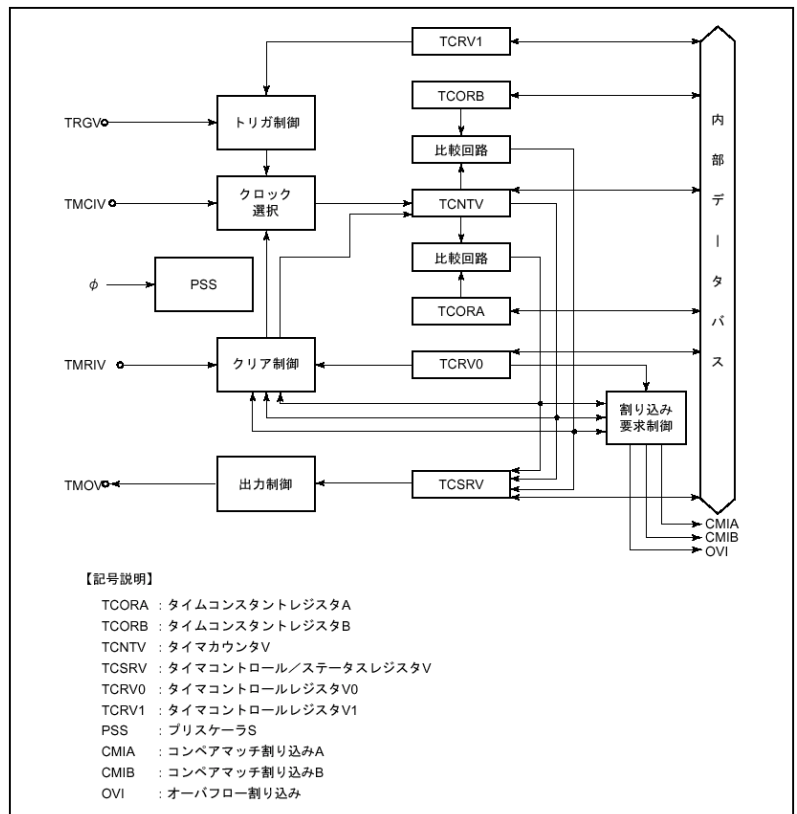 TCRV1
TCORB
TRGV
トリガ制御
比較回路
TMCIV
クロック
選択
TCNTV
比較回路
φ
PSS
TCORA
TMRIV
クリア制御
TCRV0
割り込み
要求制御
TMOV
出力制御
TCSRV
内部データバス
CMIA
CMIB
OVI
【記号説明】
TCORA : タイムコンスタントレジスタA
TCORB : タイムコンスタントレジスタB
TCNTV : タイマカウンタV
TCSRV : タイマコントロール／ステータスレジスタV
TCRV0 : タイマコントロールレジスタV0
TCRV1 : タイマコントロールレジスタV1
PSS : プリスケーラS
CMIA : コンペアマッチ割り込みA
CMIB : コンペアマッチ割り込みB
OVI : オーバフロー割り込み